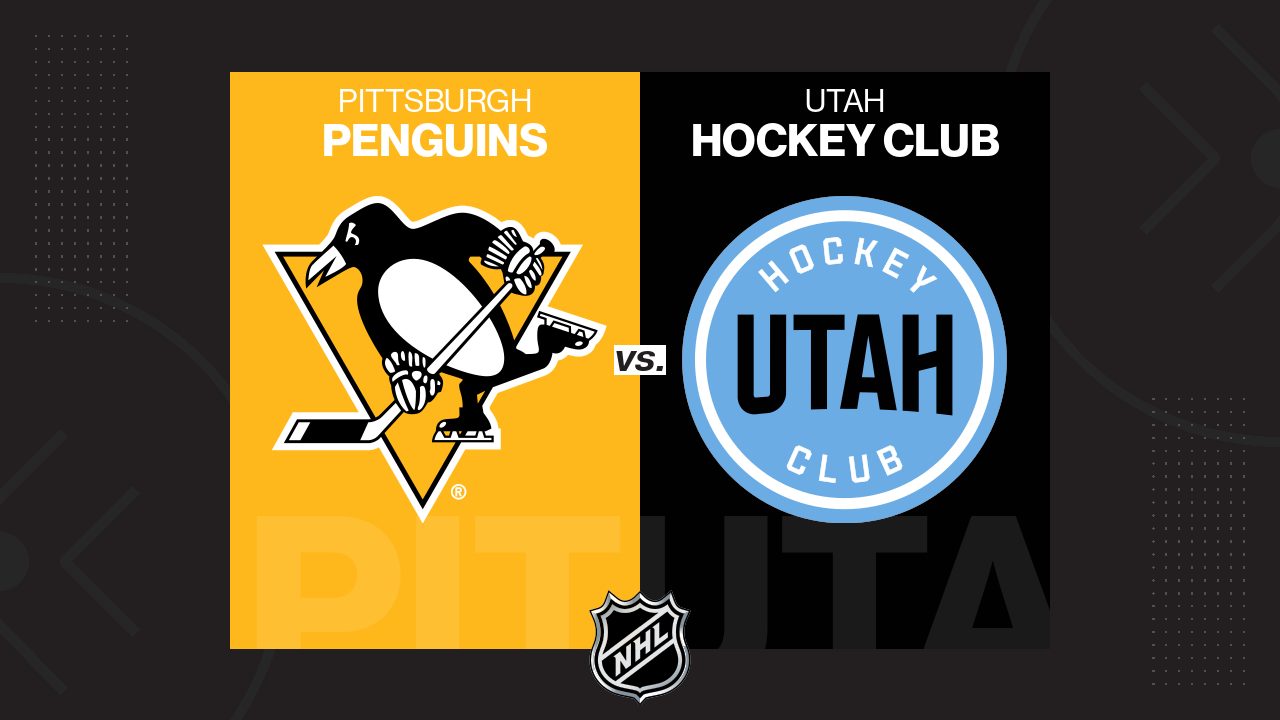 PITTSBURGH
PENGUINS
UTAH
HOCKEY CLUB
HOCKEY
UTAH
CLUB
vs.
®
PIT
UTA
NHL